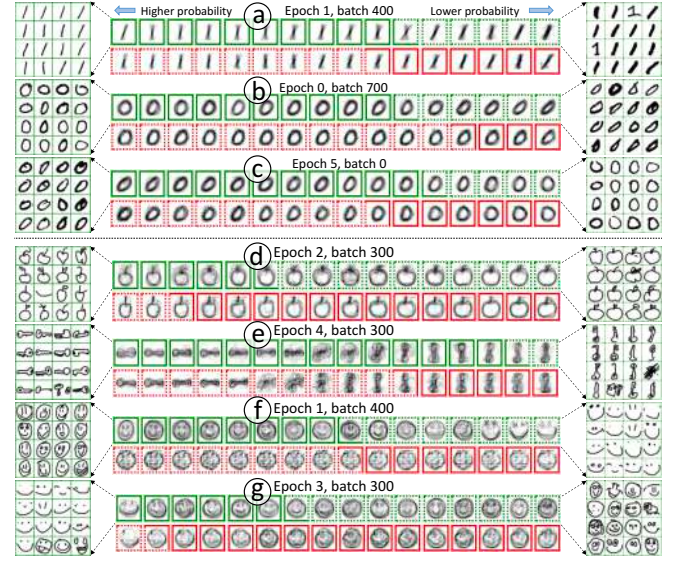 Higher probability
a
Epoch 1, batch 400
Lower probability
b
Epoch 0, batch 700
c
Epoch 5, batch 0
d
Epoch 2, batch 300
e
Epoch 4, batch 300
f
Epoch 1, batch 400
g
Epoch 3, batch 300